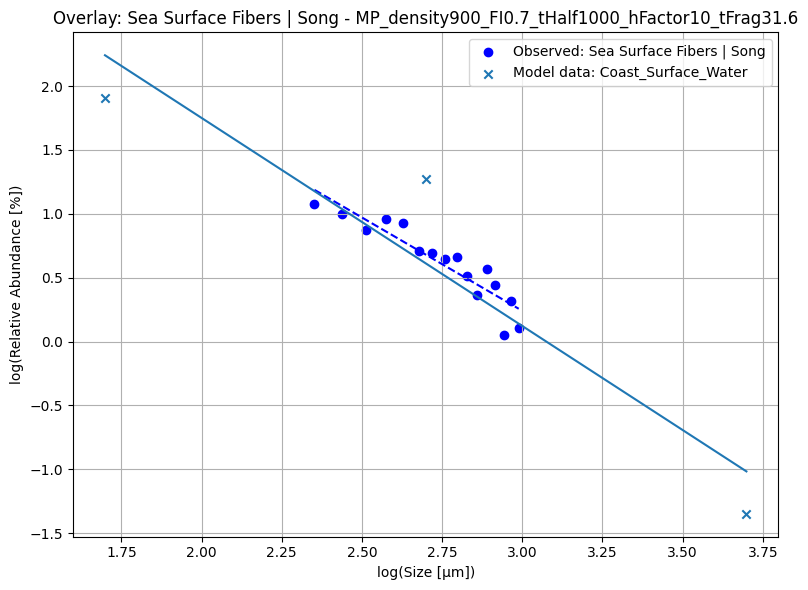 Overlay: Sea Surface Fibers | Song - MP_density900_FI0.7_tHalf1000_hFactor10_tFrag31.6
Observed: Sea Surface Fibers | Song
Model data: Coast_Surface_Water
log(Relative Abundance [%])
2.0
1.5
1.0
0.5
0.0
−0.5
−1.0
−1.5
1.75 2.00 2.25 2.50 2.75 3.00 3.25 3.50 3.75
log(Size [μm])